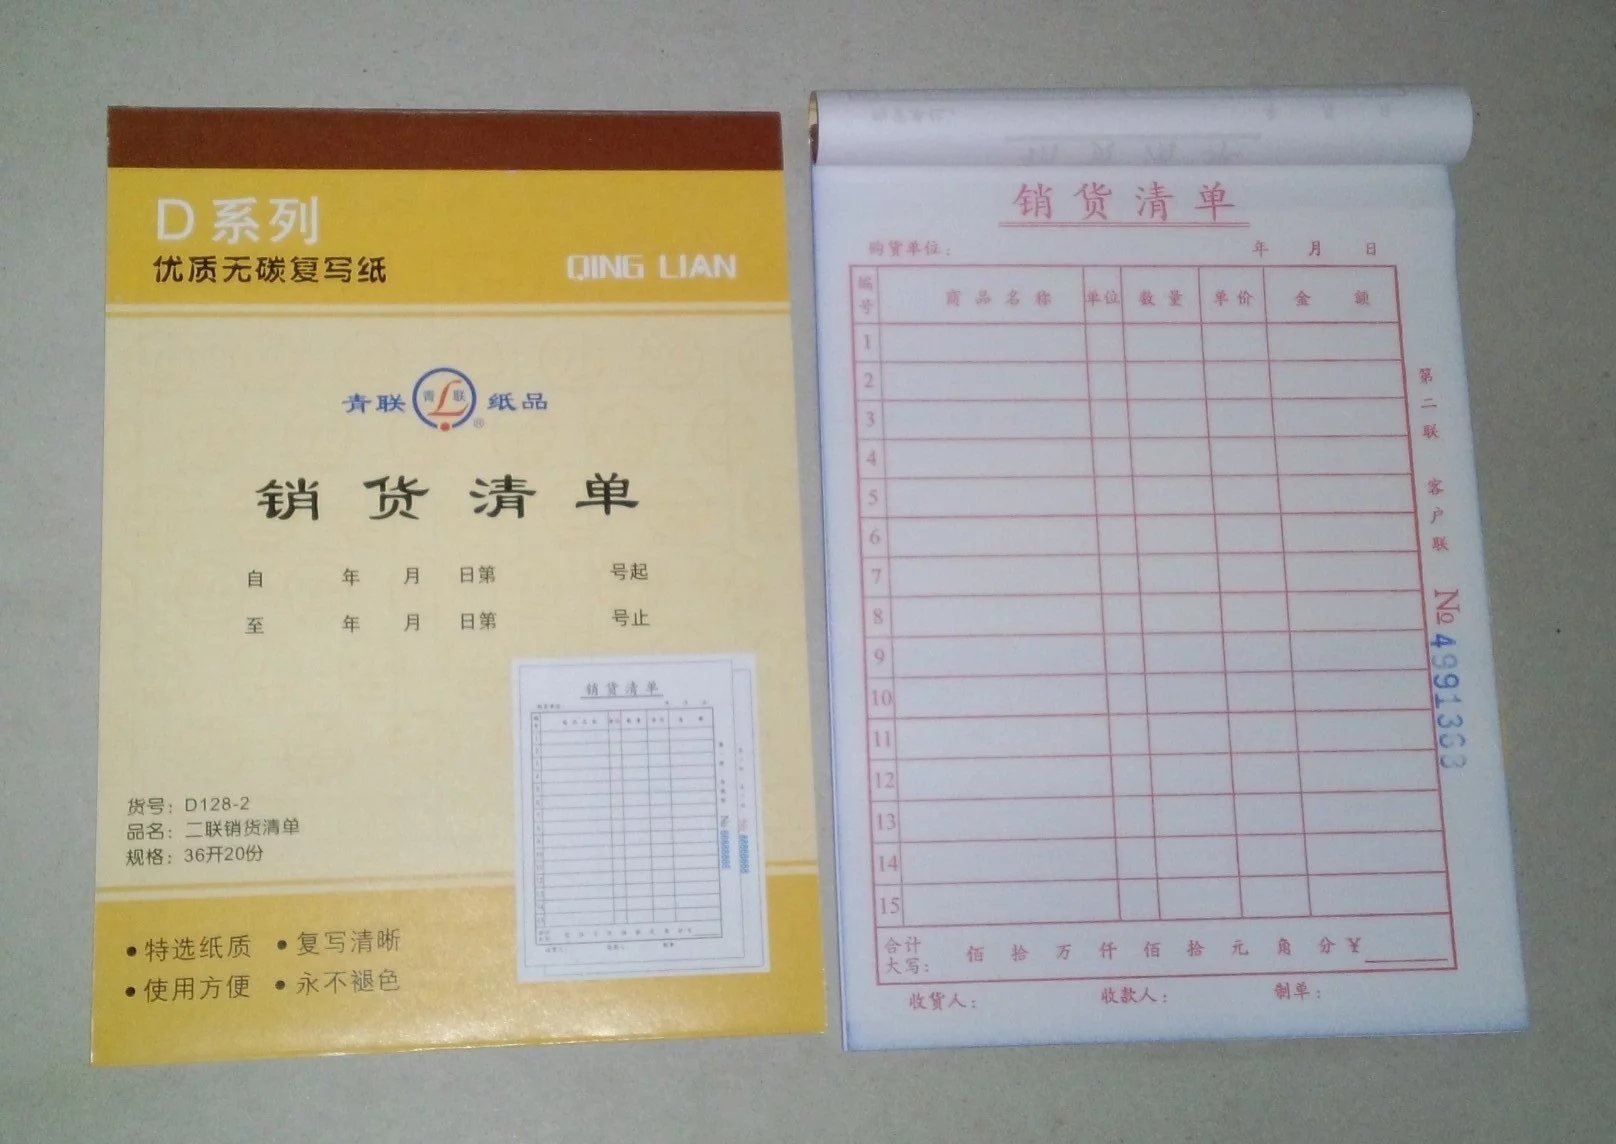 D系列
优质无碳复写纸
QING LIAN
青联 青联 纸品
®
销货清单
自 年 月 日第 号起
至 年 月 日第 号止
货号：D128-2
品名：二联销货清单
规格：36开20份
• 特选纸质 • 复写清晰
• 使用方便 • 永不褪色
销货清单
销货清单
购货单位： 年 月 日
编号 商品名称 单位 数量 单价 金额
1
2
3
4
5
6
7
8
9
10
11
12
13
14
15
合计
大写： 佰 拾 万 仟 佰 拾 元 角 分 ¥
收货人： 收款人： 制单：
第二联 客户联
№ 4991363